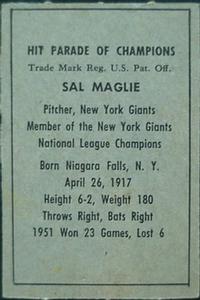 HIT PARADE OF CHAMPIONS
Trade Mark Reg. U.S. Pat. Off.
SAL MAGLIE
Pitcher, New York Giants
Member of the New York Giants
National League Champions
Born Niagara Falls, N. Y.
April 26, 1917
Height 6-2, Weight 180
Throws Right, Bats Right
1951 Won 23 Games, Lost 6